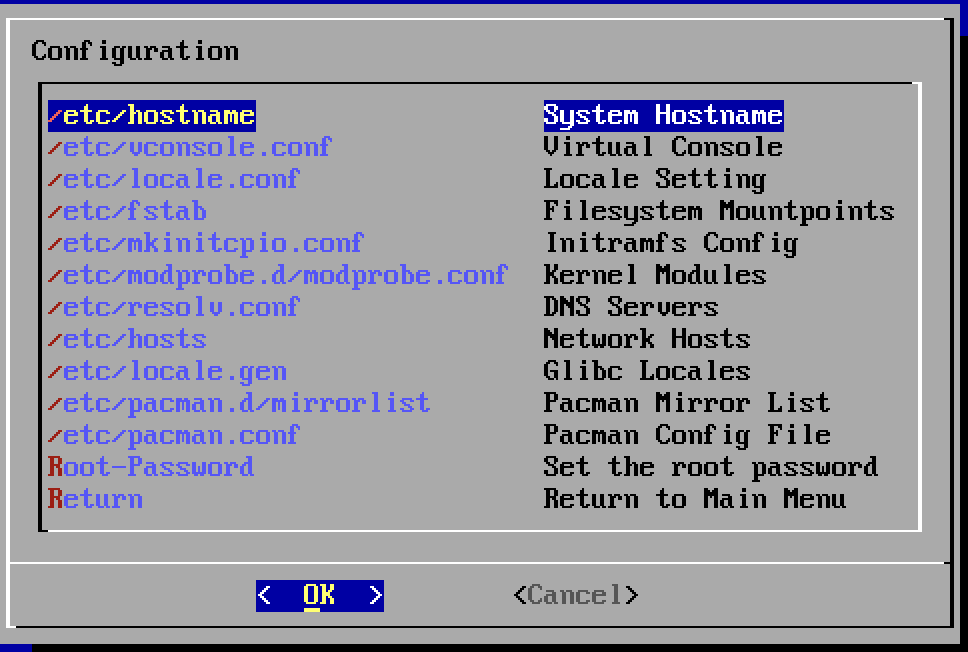 Configuration
/etc/hostname System Hostname
/etc/vconsole.conf Virtual Console
/etc/locale.conf Locale Setting
/etc/fstab Filesystem Mountpoints
/etc/mkinitcpio.conf Initramfs Config
/etc/modprobe.d/modprobe.conf Kernel Modules
/etc/resolv.conf DNS Servers
/etc/hosts Network Hosts
/etc/locale.gen Glibc Locales
/etc/pacman.d/mirrorlist Pacman Mirror List
/etc/pacman.conf Pacman Config File
Root-Password Set the root password
Return Return to Main Menu
< OK > <Cancel>